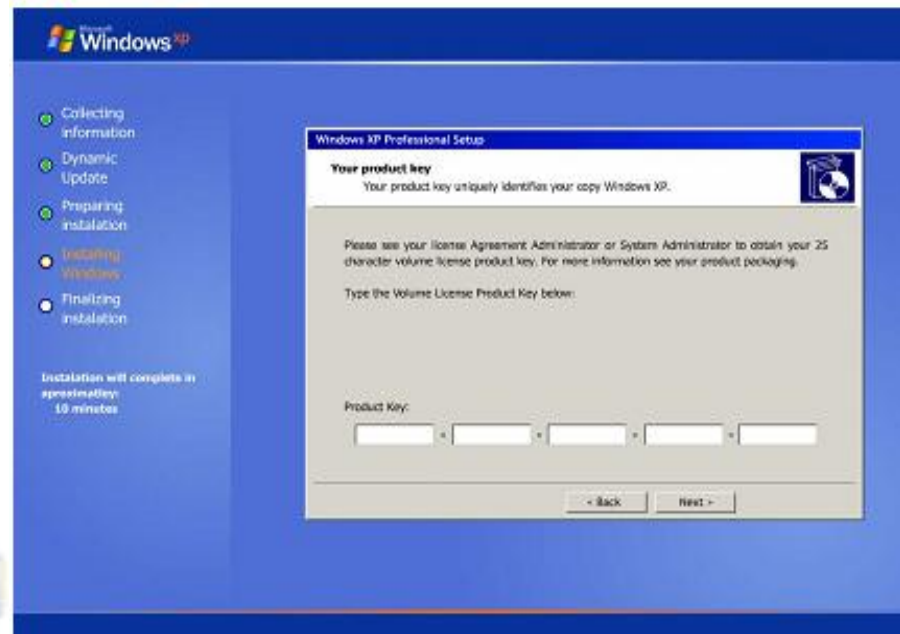 Microsoft
Windows xp
Collecting
information
Dynamic
Update
Preparing
instalation
Installing
Windows
Finalizing
instalation
Instalation will complete in
aproximatley:
10 minutes
Windows XP Professional Setup
Your product key
Your product key uniquely identifies your copy Windows XP.
Please see your license Agreement Administrator or System Administrator to obtain your 25
character volume license product key. For more information see your product packaging.
Type the Volume License Product Key below:
Product Key:
- - - -
< Back Next >